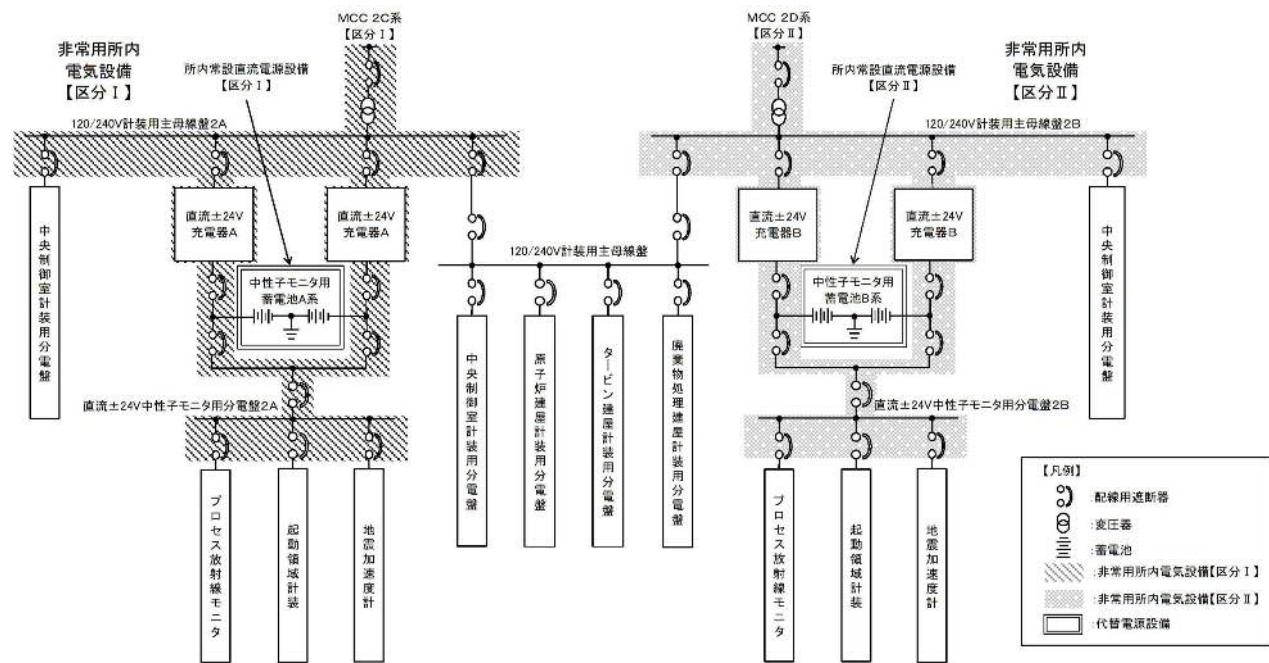 MCC 2C系
【区分Ⅰ】
非常用所内
電気設備
【区分Ⅰ】
所内常設直流電源設備
【区分Ⅰ】
120/240V計装用主母線盤2A
中央制御室計装用分電盤
直流±24V
充電器A
直流±24V
充電器A
中性子モニタ用
蓄電池A系
直流±24V中性子モニタ用分電盤2A
プロセス放射線モニタ
起動領域計装
地震加速度計
120/240V計装用主母線盤
中央制御室計装用分電盤
原子炉建屋計装用分電盤
タービン建屋計装用分電盤
廃棄物処理建屋計装用分電盤
MCC 2D系
【区分Ⅱ】
所内常設直流電源設備
【区分Ⅱ】
非常用所内
電気設備
【区分Ⅱ】
120/240V計装用主母線盤2B
直流±24V
充電器B
直流±24V
充電器B
中性子モニタ用
蓄電池B系
中央制御室計装用分電盤
直流±24V中性子モニタ用分電盤2B
プロセス放射線モニタ
起動領域計装
地震加速度計
【凡例】
:配線用遮断器
:変圧器
:蓄電池
:非常用所内電気設備【区分Ⅰ】
:非常用所内電気設備【区分Ⅱ】
:代替電源設備